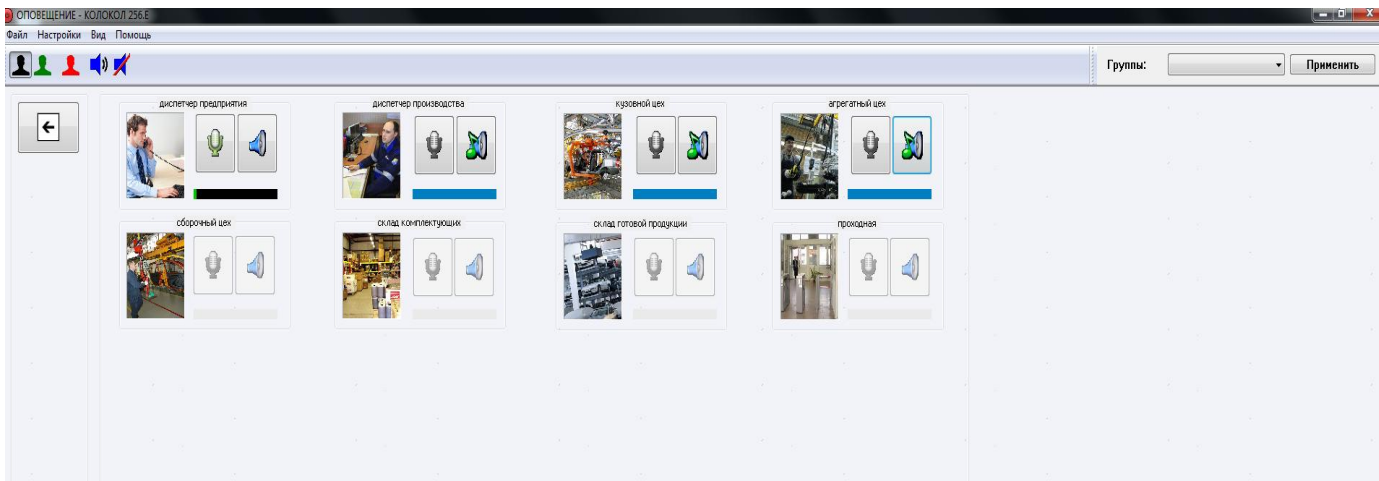 ОПОВЕЩЕНИЕ - КОЛОКОЛ 256.Е
Файл Настройки Вид Помощь
Группы: Применить
диспетчер предприятия диспетчер производства кузовной цех агрегатный цех
сборочный цех склад комплектующих склад готовой продукции проходная